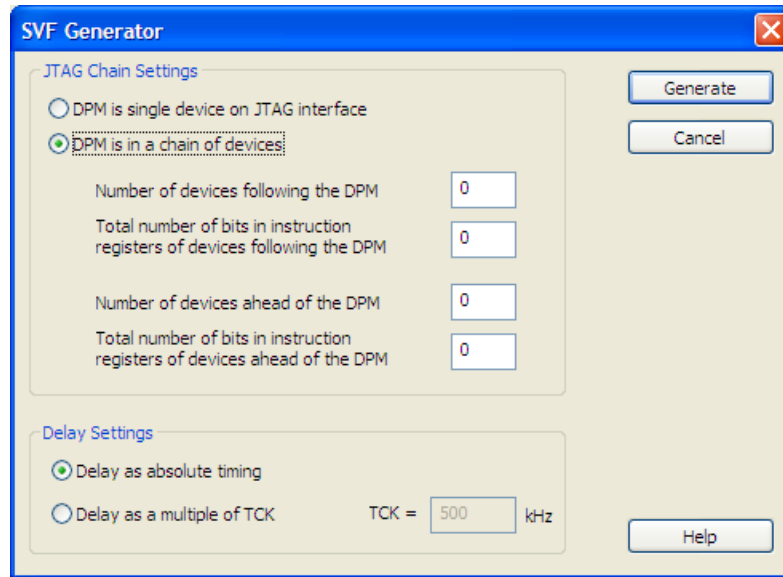 SVF Generator
JTAG Chain Settings
DPM is single device on JTAG interface
DPM is in a chain of devices
Number of devices following the DPM 0
Total number of bits in instruction
registers of devices following the DPM 0
Number of devices ahead of the DPM 0
Total number of bits in instruction
registers of devices ahead of the DPM 0
Delay Settings
Delay as absolute timing
Delay as a multiple of TCK TCK = 500 kHz
Generate
Cancel
Help